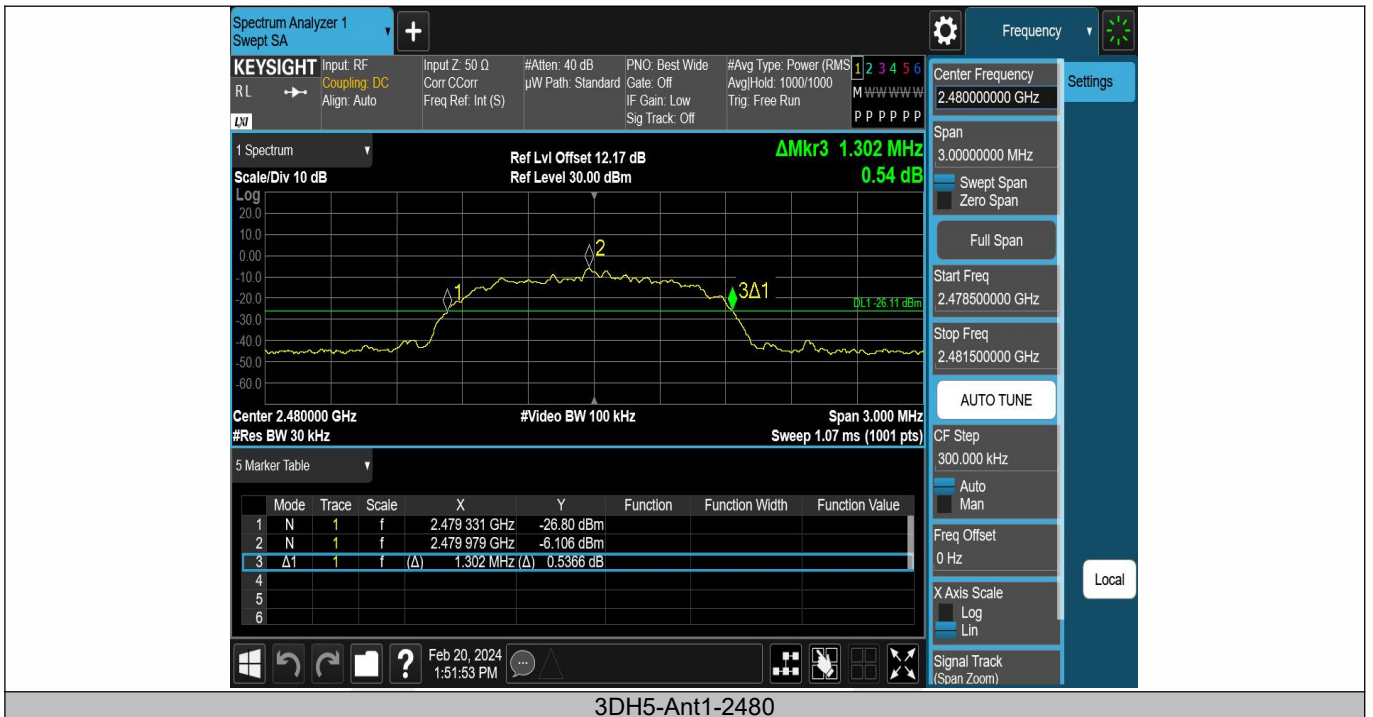 Spectrum Analyzer 1
Swept SA
+
Frequency
KEYSIGHT
RL
LXI
Input: RF
Coupling: DC
Align: Auto
Input Z: 50 Ω
Corr CCorr
Freq Ref: Int (S)
#Atten: 40 dB
µW Path: Standard
PNO: Best Wide
Gate: Off
IF Gain: Low
Sig Track: Off
#Avg Type: Power (RMS
Avg|Hold: 1000/1000
Trig: Free Run
1 2 3 4 5 6
M W W W W W
P P P P P P
1 Spectrum
Scale/Div 10 dB
Ref Lvl Offset 12.17 dB
Ref Level 30.00 dBm
ΔMkr3 1.302 MHz
0.54 dB
Log
20.0
10.0
0.00
-10.0
-20.0
-30.0
-40.0
-50.0
-60.0
1
2
3Δ1
DL1 -26.11 dBm
Center 2.480000 GHz
#Video BW 100 kHz
Span 3.000 MHz
#Res BW 30 kHz
Sweep 1.07 ms (1001 pts)
5 Marker Table
Mode Trace Scale X Y Function Function Width Function Value
1 N 1 f 2.479 331 GHz -26.80 dBm
2 N 1 f 2.479 979 GHz -6.106 dBm
3 Δ1 1 f (Δ) 1.302 MHz (Δ) 0.5366 dB
4
5
6
Center Frequency
2.480000000 GHz
Settings
Span
3.00000000 MHz
Swept Span
Zero Span
Full Span
Start Freq
2.478500000 GHz
Stop Freq
2.481500000 GHz
AUTO TUNE
CF Step
300.000 kHz
Auto
Man
Freq Offset
0 Hz
X Axis Scale
Log
Lin
Local
Signal Track
(Span Zoom)
?
Feb 20, 2024
1:51:53 PM
3DH5-Ant1-2480